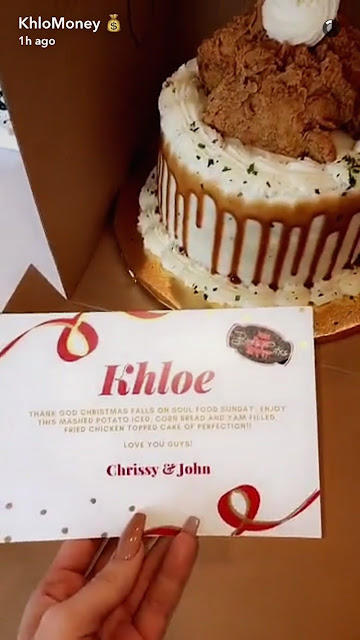 KhloMoney 💰
1h ago
Khloe
THANK GOD CHRISTMAS FALLS ON SOUL FOOD SUNDAY. ENJOY
THIS MASHED POTATO ICED, CORN BREAD AND YAM FILLED,
FRIED CHICKEN TOPPED CAKE OF PERFECTION!!
LOVE YOU GUYS!
Chrissy & John